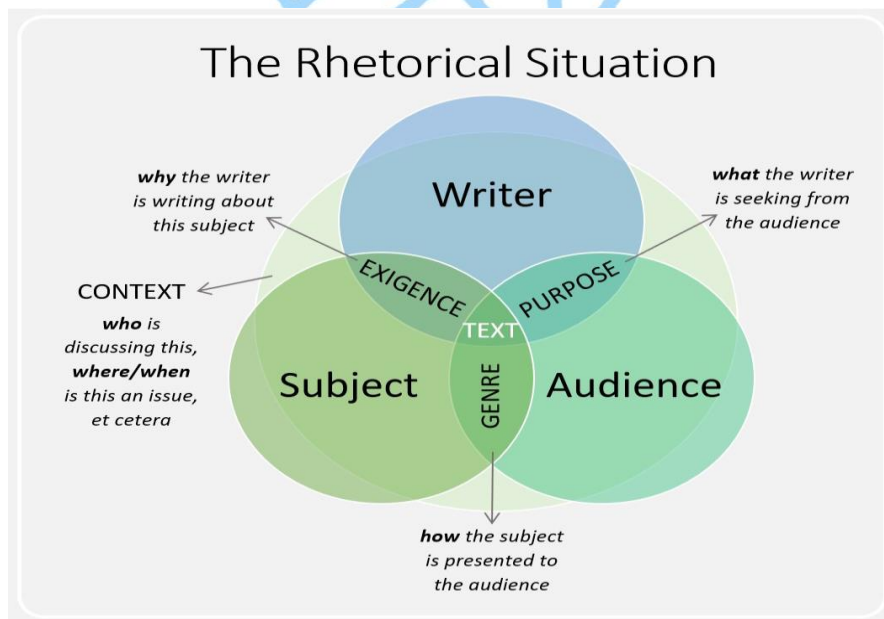 The Rhetorical Situation
why the writer
is writing about
this subject
Writer
what the writer
is seeking from
the audience
EXIGENCE
PURPOSE
CONTEXT
who is
discussing this,
where/when
is this an issue,
et cetera
TEXT
Subject
GENRE
Audience
how the subject
is presented to
the audience